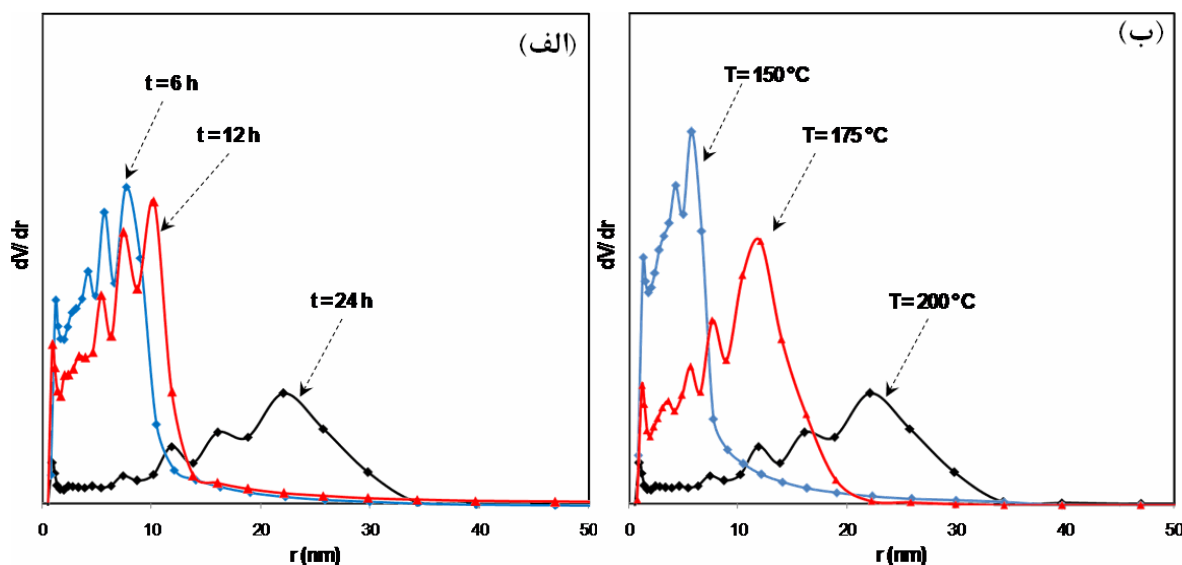 (الف)
t = 6 h
t = 12 h
t = 24 h
dV/ dr
0 10 20 30 40 50
r (nm)
(ب)
T= 150 °C
T= 175 °C
T= 200 °C
dV/ dr
0 10 20 30 40 50
r (nm)